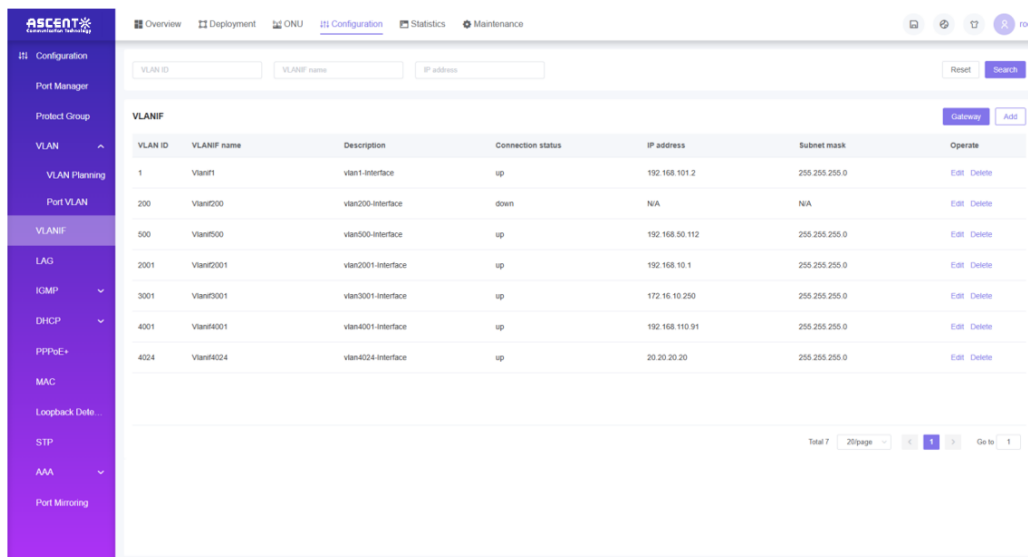 ASCENT
Communication Technology
Overview Deployment ONU Configuration Statistics Maintenance
Configuration
Port Manager
Protect Group
VLAN
VLAN Planning
Port VLAN
VLANIF
LAG
IGMP
DHCP
PPPoE+
MAC
Loopback Dete...
STP
AAA
Port Mirroring
VLAN ID VLANIF name IP address Reset Search
VLANIF Gateway Add
VLAN ID VLANIF name Description Connection status IP address Subnet mask Operate
1 Vlanif1 vlan1-Interface up 192.168.101.2 255.255.255.0 Edit Delete
200 Vlanif200 vlan200-Interface down N/A N/A Edit Delete
500 Vlanif500 vlan500-Interface up 192.168.50.112 255.255.255.0 Edit Delete
2001 Vlanif2001 vlan2001-Interface up 192.168.10.1 255.255.255.0 Edit Delete
3001 Vlanif3001 vlan3001-Interface up 172.16.10.250 255.255.255.0 Edit Delete
4001 Vlanif4001 vlan4001-Interface up 192.168.110.91 255.255.255.0 Edit Delete
4024 Vlanif4024 vlan4024-Interface up 20.20.20.20 255.255.255.0 Edit Delete
Total 7 20/page < 1 > Go to 1